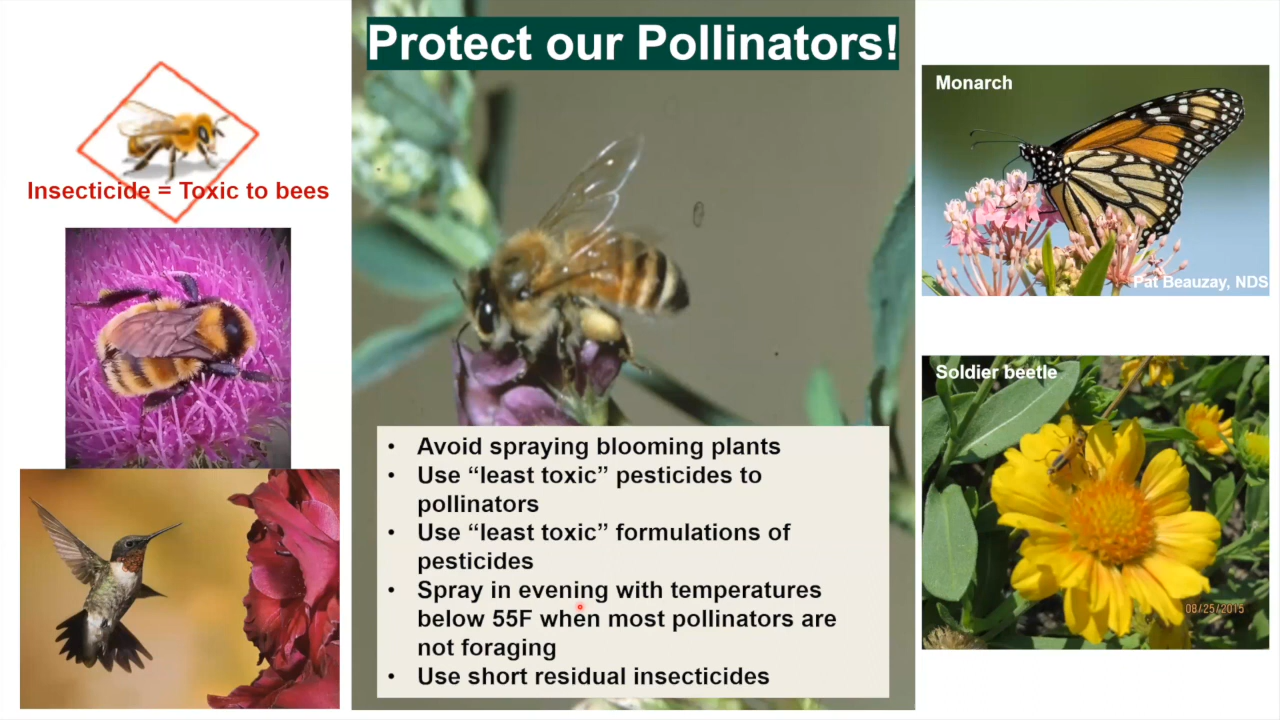 Protect our Pollinators!
Insecticide = Toxic to bees
Monarch
Pat Beauzay, NDS
Soldier beetle
08/25/2015
• Avoid spraying blooming plants
• Use “least toxic” pesticides to
pollinators
• Use “least toxic” formulations of
pesticides
• Spray in evening with temperatures
below 55F when most pollinators are
not foraging
• Use short residual insecticides